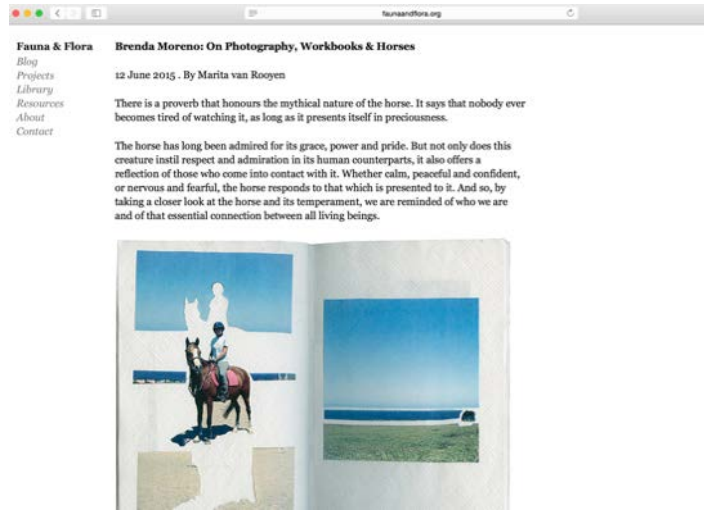 faunaandflora.org
Fauna & Flora
Blog
Projects
Library
Resources
About
Contact
Brenda Moreno: On Photography, Workbooks & Horses
12 June 2015 . By Marita van Rooyen
There is a proverb that honours the mythical nature of the horse. It says that nobody ever
becomes tired of watching it, as long as it presents itself in preciousness.
The horse has long been admired for its grace, power and pride. But not only does this
creature instil respect and admiration in its human counterparts, it also offers a
reflection of those who come into contact with it. Whether calm, peaceful and confident,
or nervous and fearful, the horse responds to that which is presented to it. And so, by
taking a closer look at the horse and its temperament, we are reminded of who we are
and of that essential connection between all living beings.